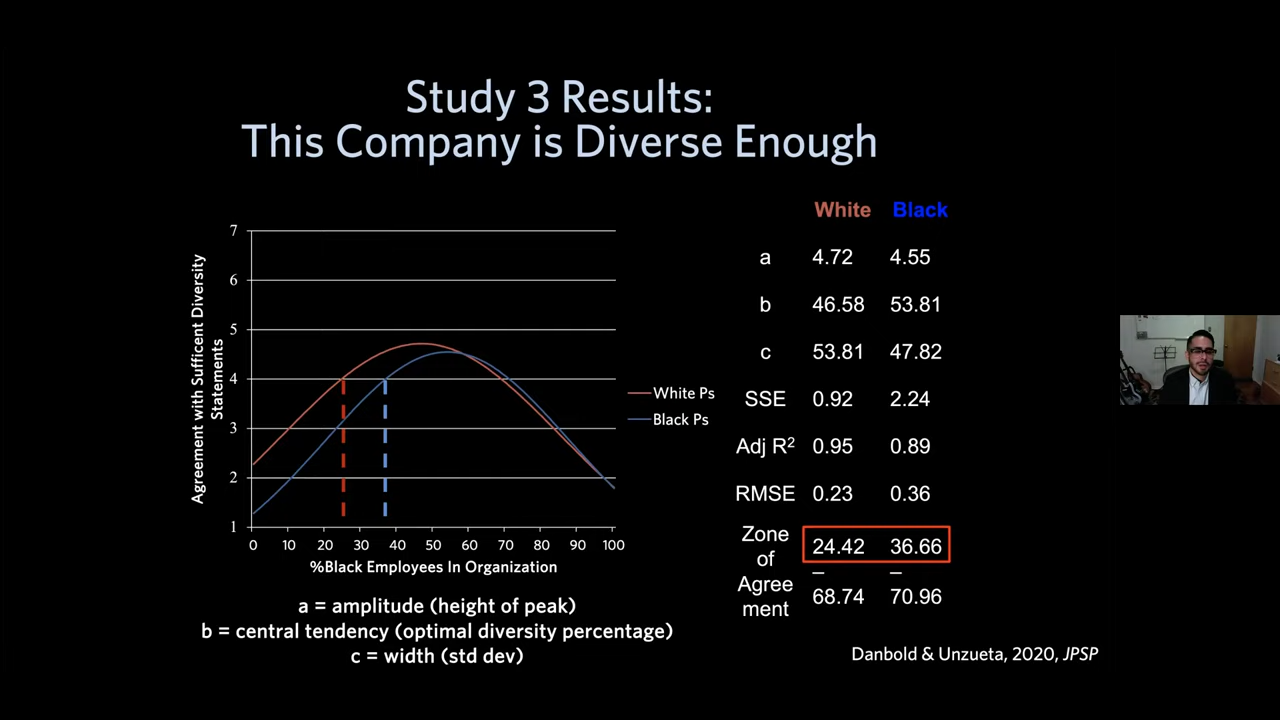 Study 3 Results:
This Company is Diverse Enough
Agreement with Sufficent Diversity
Statements
7
6
5
4
3
2
1
0 10 20 30 40 50 60 70 80 90 100
%Black Employees In Organization
White Ps
Black Ps
a = amplitude (height of peak)
b = central tendency (optimal diversity percentage)
c = width (std dev)
White Black
a 4.72 4.55
b 46.58 53.81
c 53.81 47.82
SSE 0.92 2.24
Adj R² 0.95 0.89
RMSE 0.23 0.36
Zone
of
Agree
ment
24.42 36.66
– –
68.74 70.96
Danbold & Unzueta, 2020, JPSP